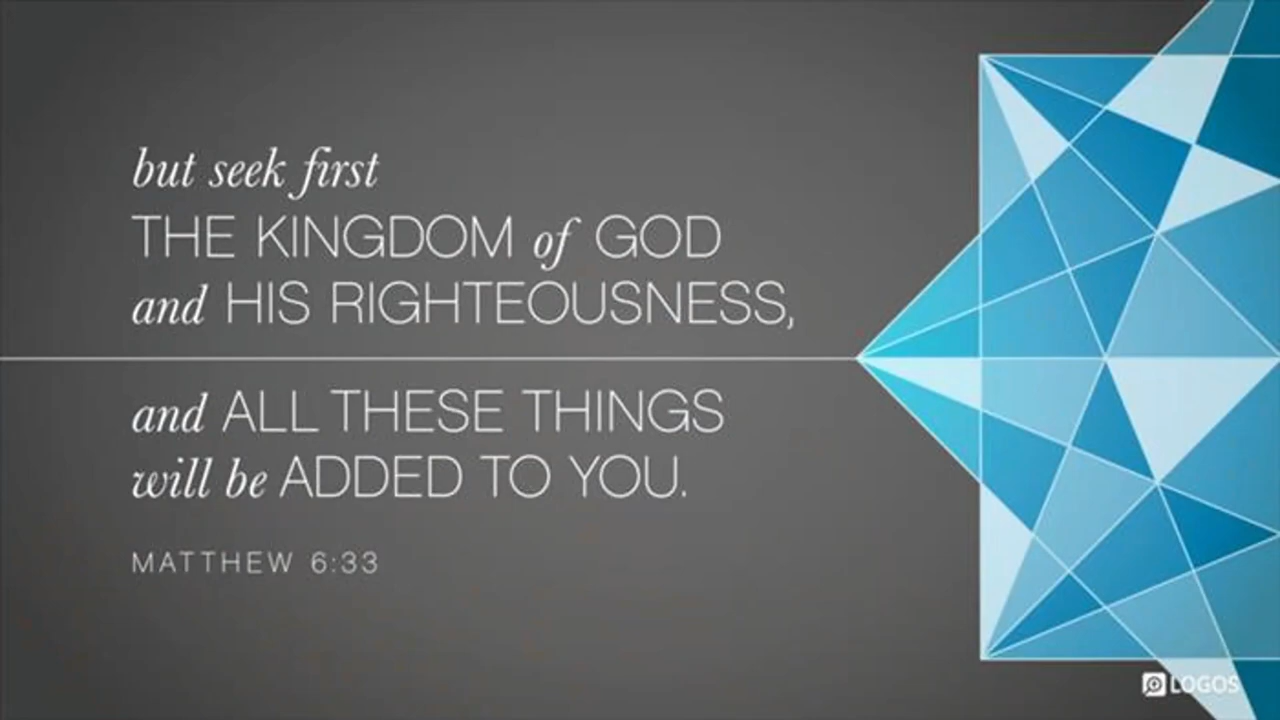 but seek first
THE KINGDOM of GOD
and HIS RIGHTEOUSNESS,
and ALL THESE THINGS
will be ADDED TO YOU.
MATTHEW 6:33
LOGOS